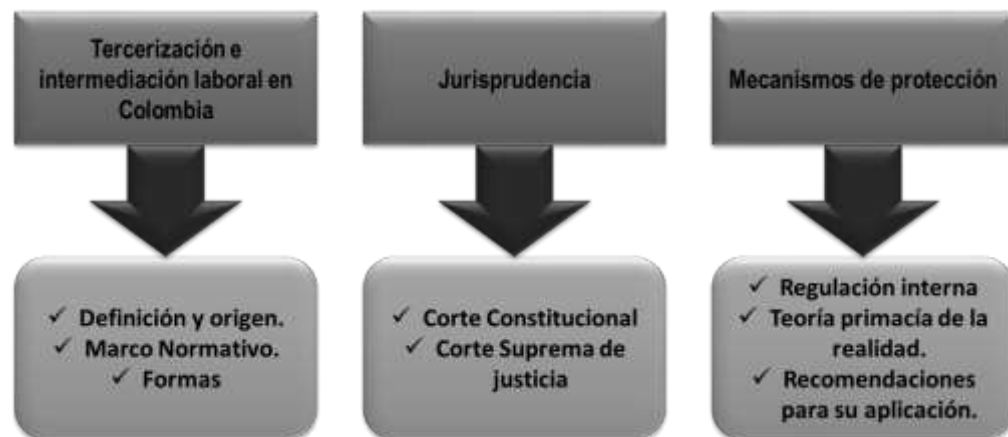 Tercerización e
intermediación laboral en
Colombia
Jurisprudencia
Mecanismos de protección
✓ Definición y origen.
✓ Marco Normativo.
✓ Formas
✓ Corte Constitucional
✓ Corte Suprema de
justicia
✓ Regulación interna
✓ Teoría primacía de la
realidad.
✓ Recomendaciones
para su aplicación.